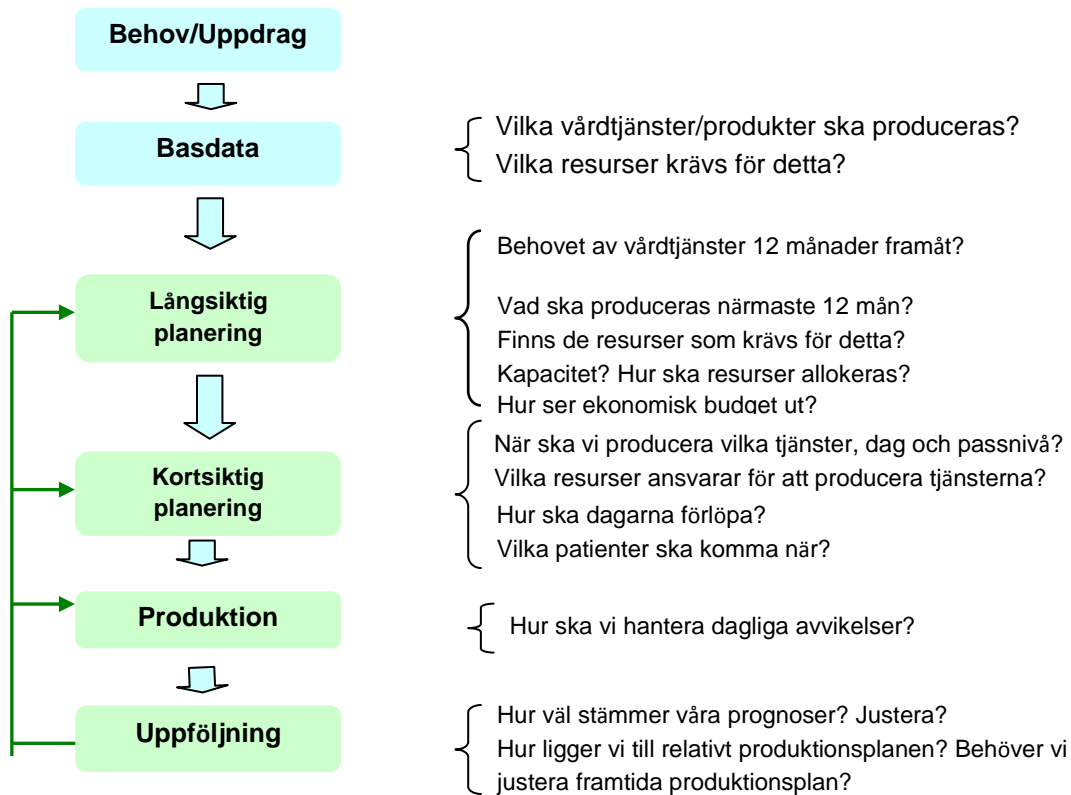 Behov/Uppdrag
Basdata
Vilka vårdtjänster/produkter ska produceras?
Vilka resurser krävs för detta?
Långsiktig
planering
Behovet av vårdtjänster 12 månader framåt?
Vad ska produceras närmaste 12 mån?
Finns de resurser som krävs för detta?
Kapacitet? Hur ska resurser allokeras?
Hur ser ekonomisk budget ut?
Kortsiktig
planering
När ska vi producera vilka tjänster, dag och passnivå?
Vilka resurser ansvarar för att producera tjänsterna?
Hur ska dagarna förlöpa?
Vilka patienter ska komma när?
Produktion
Hur ska vi hantera dagliga avvikelser?
Uppföljning
Hur väl stämmer våra prognoser? Justera?
Hur ligger vi till relativt produktionsplanen? Behöver vi
justera framtida produktionsplan?